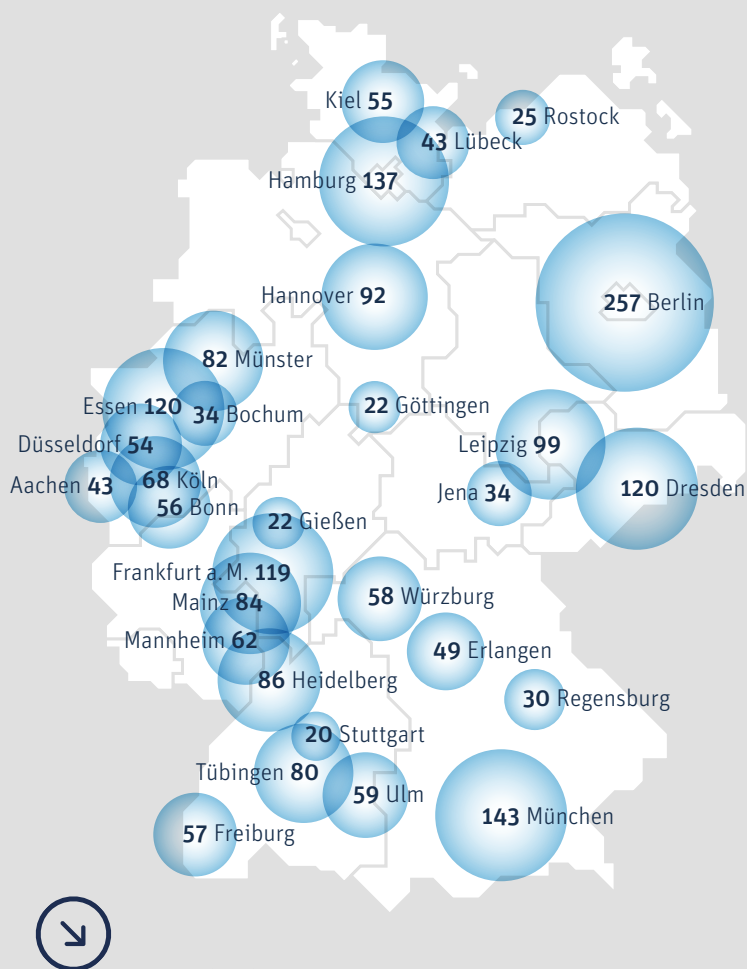 Kiel 55
25 Rostock
43 Lübeck
Hamburg 137
Hannover 92
257 Berlin
82 Münster
Essen 120
34 Bochum
22 Göttingen
Düsseldorf 54
Leipzig 99
68 Köln
Aachen 43
120 Dresden
Jena 34
56 Bonn
22 Gießen
Frankfurt a. M. 119
58 Würzburg
Mainz 84
Mannheim 62
49 Erlangen
86 Heidelberg
30 Regensburg
20 Stuttgart
Tübingen 80
59 Ulm
143 München
57 Freiburg